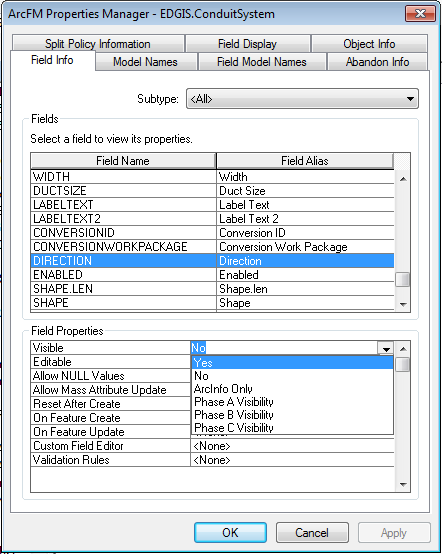 ArcFM Properties Manager - EDGIS.ConduitSystem
Split Policy Information Field Display Object Info
Field Info Model Names Field Model Names Abandon Info
Subtype: <All>
Fields
Select a field to view its properties.
Field Name Field Alias
WIDTH Width
DUCTSIZE Duct Size
LABELTEXT Label Text
LABELTEXT2 Label Text 2
CONVERSIONID Conversion ID
CONVERSIONWORKPACKAGE Conversion Work Package
DIRECTION Direction
ENABLED Enabled
SHAPE.LEN Shape.len
SHAPE Shape
Field Properties
Visible No
Editable Yes
Allow NULL Values No
Allow Mass Attribute Update ArcInfo Only
Reset After Create Phase A Visibility
On Feature Create Phase B Visibility
On Feature Update Phase C Visibility
Custom Field Editor <None>
Validation Rules <None>
OK Cancel Apply